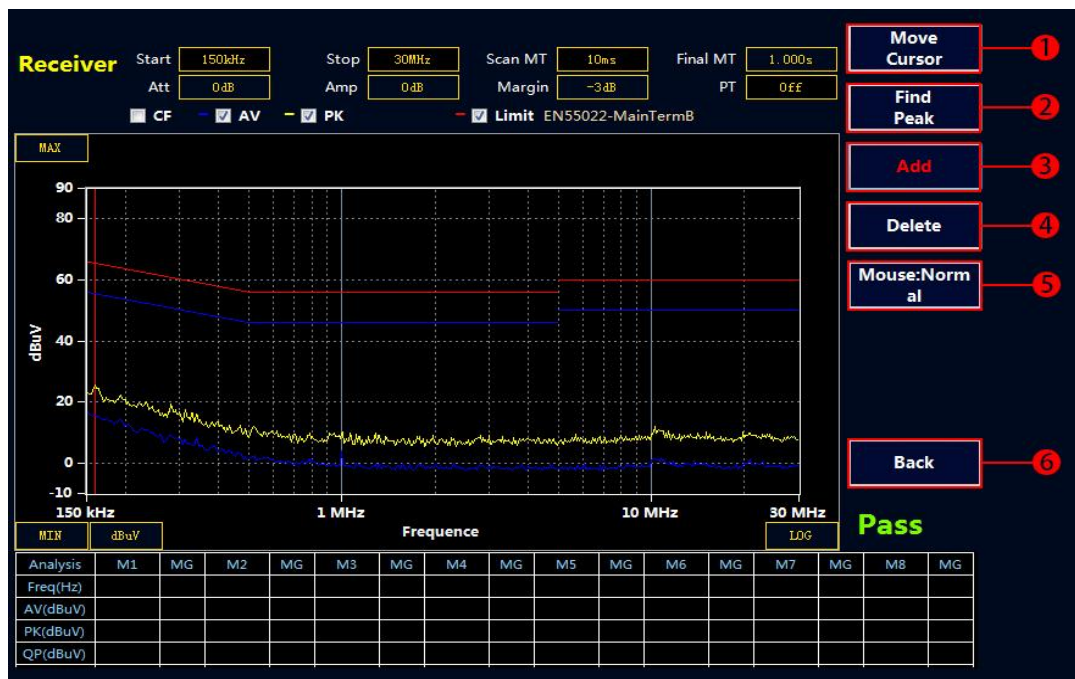 Receiver Start 150kHz Stop 30MHz Scan MT 10ms Final MT 1.000s
Att 0dB Amp 0dB Margin -3dB PT Off
CF AV PK Limit EN55022-MainTermB
MAX
90
80
60
40
20
0
-10
dBuV
150 kHz 1 MHz 10 MHz 30 MHz
Frequence
MIN dBuV LOG
Move
Cursor
1
Find
Peak
2
Add
3
Delete
4
Mouse:Norm
al
5
Back
6
Pass
Analysis M1 MG M2 MG M3 MG M4 MG M5 MG M6 MG M7 MG M8 MG
Freq(Hz)
AV(dBuV)
PK(dBuV)
QP(dBuV)